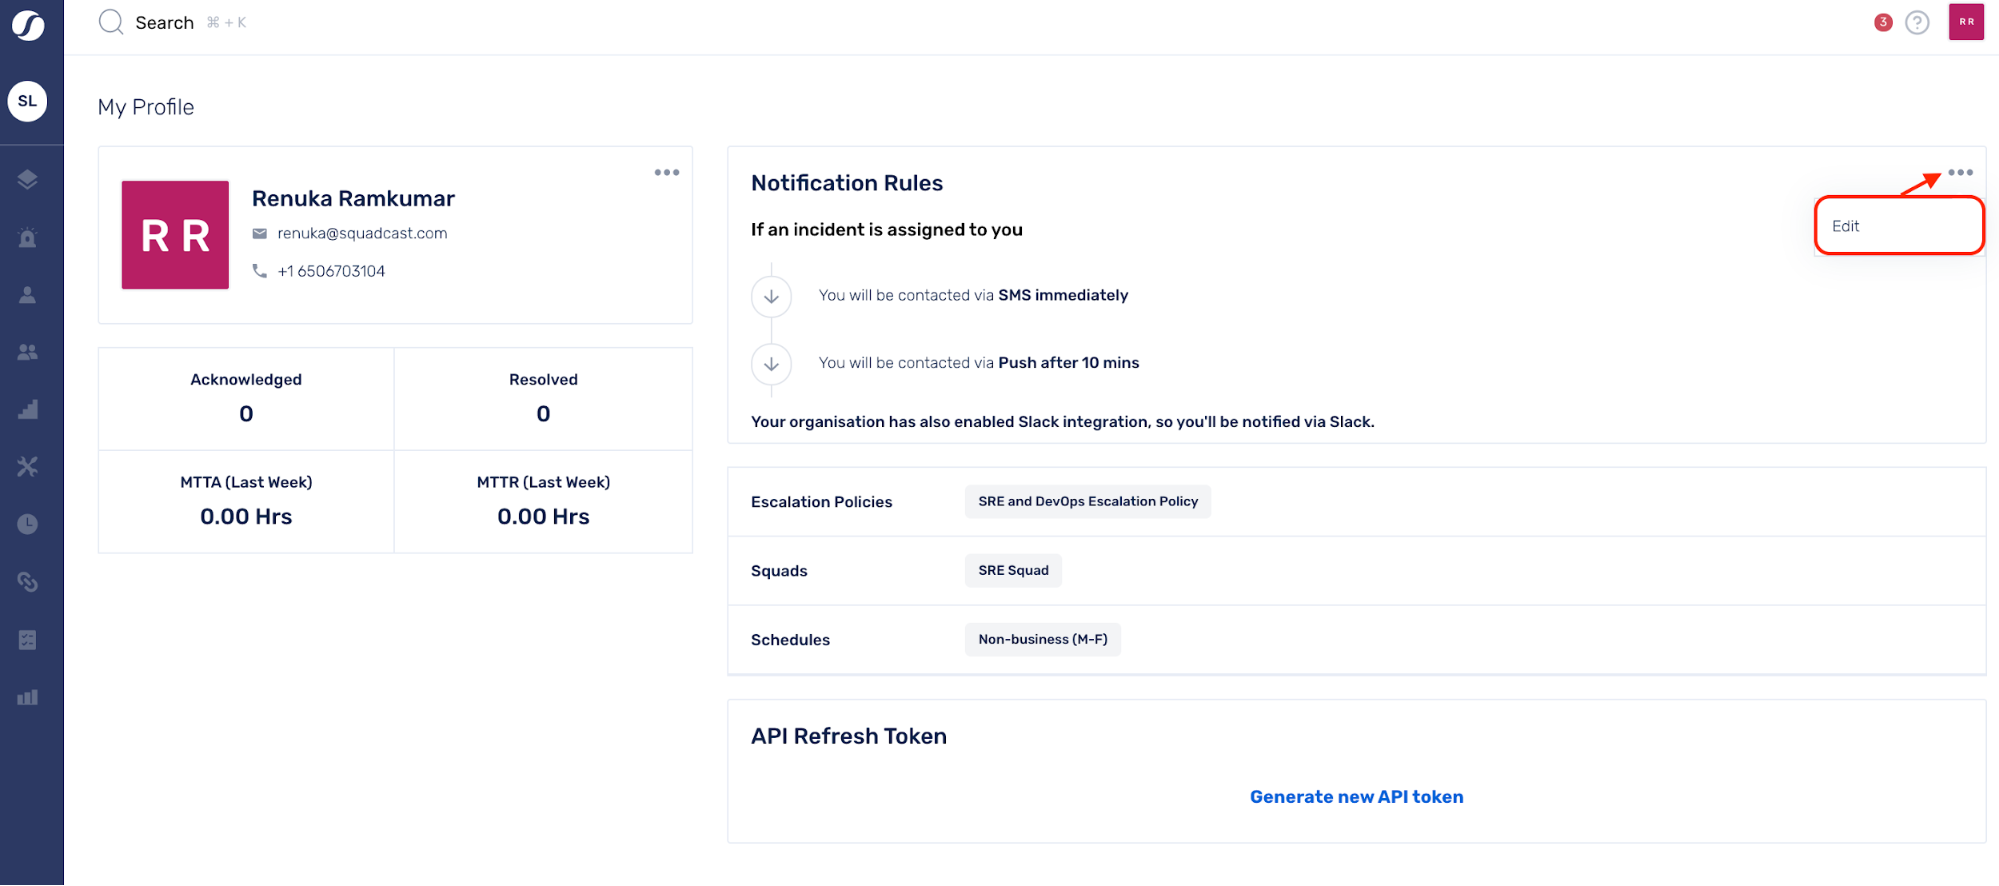 Search ⌘ + K
3
?
R R
SL
My Profile
R R
Renuka Ramkumar
renuka@squadcast.com
+1 6506703104
Acknowledged
0
Resolved
0
MTTA (Last Week)
0.00 Hrs
MTTR (Last Week)
0.00 Hrs
Notification Rules
Edit
If an incident is assigned to you
You will be contacted via SMS immediately
You will be contacted via Push after 10 mins
Your organisation has also enabled Slack integration, so you'll be notified via Slack.
Escalation Policies
SRE and DevOps Escalation Policy
Squads
SRE Squad
Schedules
Non-business (M-F)
API Refresh Token
Generate new API token